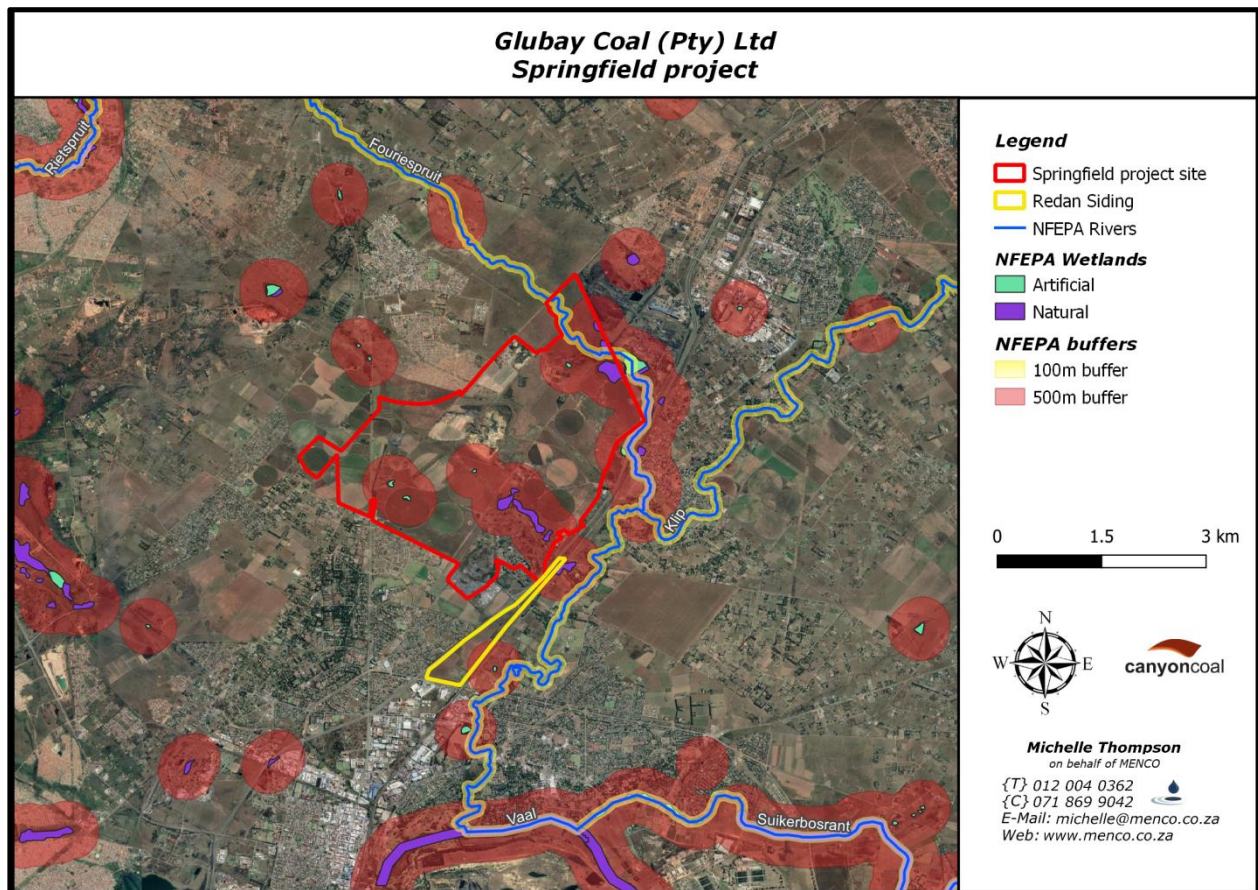 Glubay Coal (Pty) Ltd
Springfield project
Rietspruit
Fouriespruit
Klip
Vaal
Suikerbosrant
Legend
Springfield project site
Redan Siding
NFEPA Rivers
NFEPA Wetlands
Artificial
Natural
NFEPA buffers
100m buffer
500m buffer
0 1.5 3 km
N
W E
S
canyoncoal
Michelle Thompson
on behalf of MENCO
{T} 012 004 0362
{C} 071 869 9042
E-Mail: michelle@menco.co.za
Web: www.menco.co.za